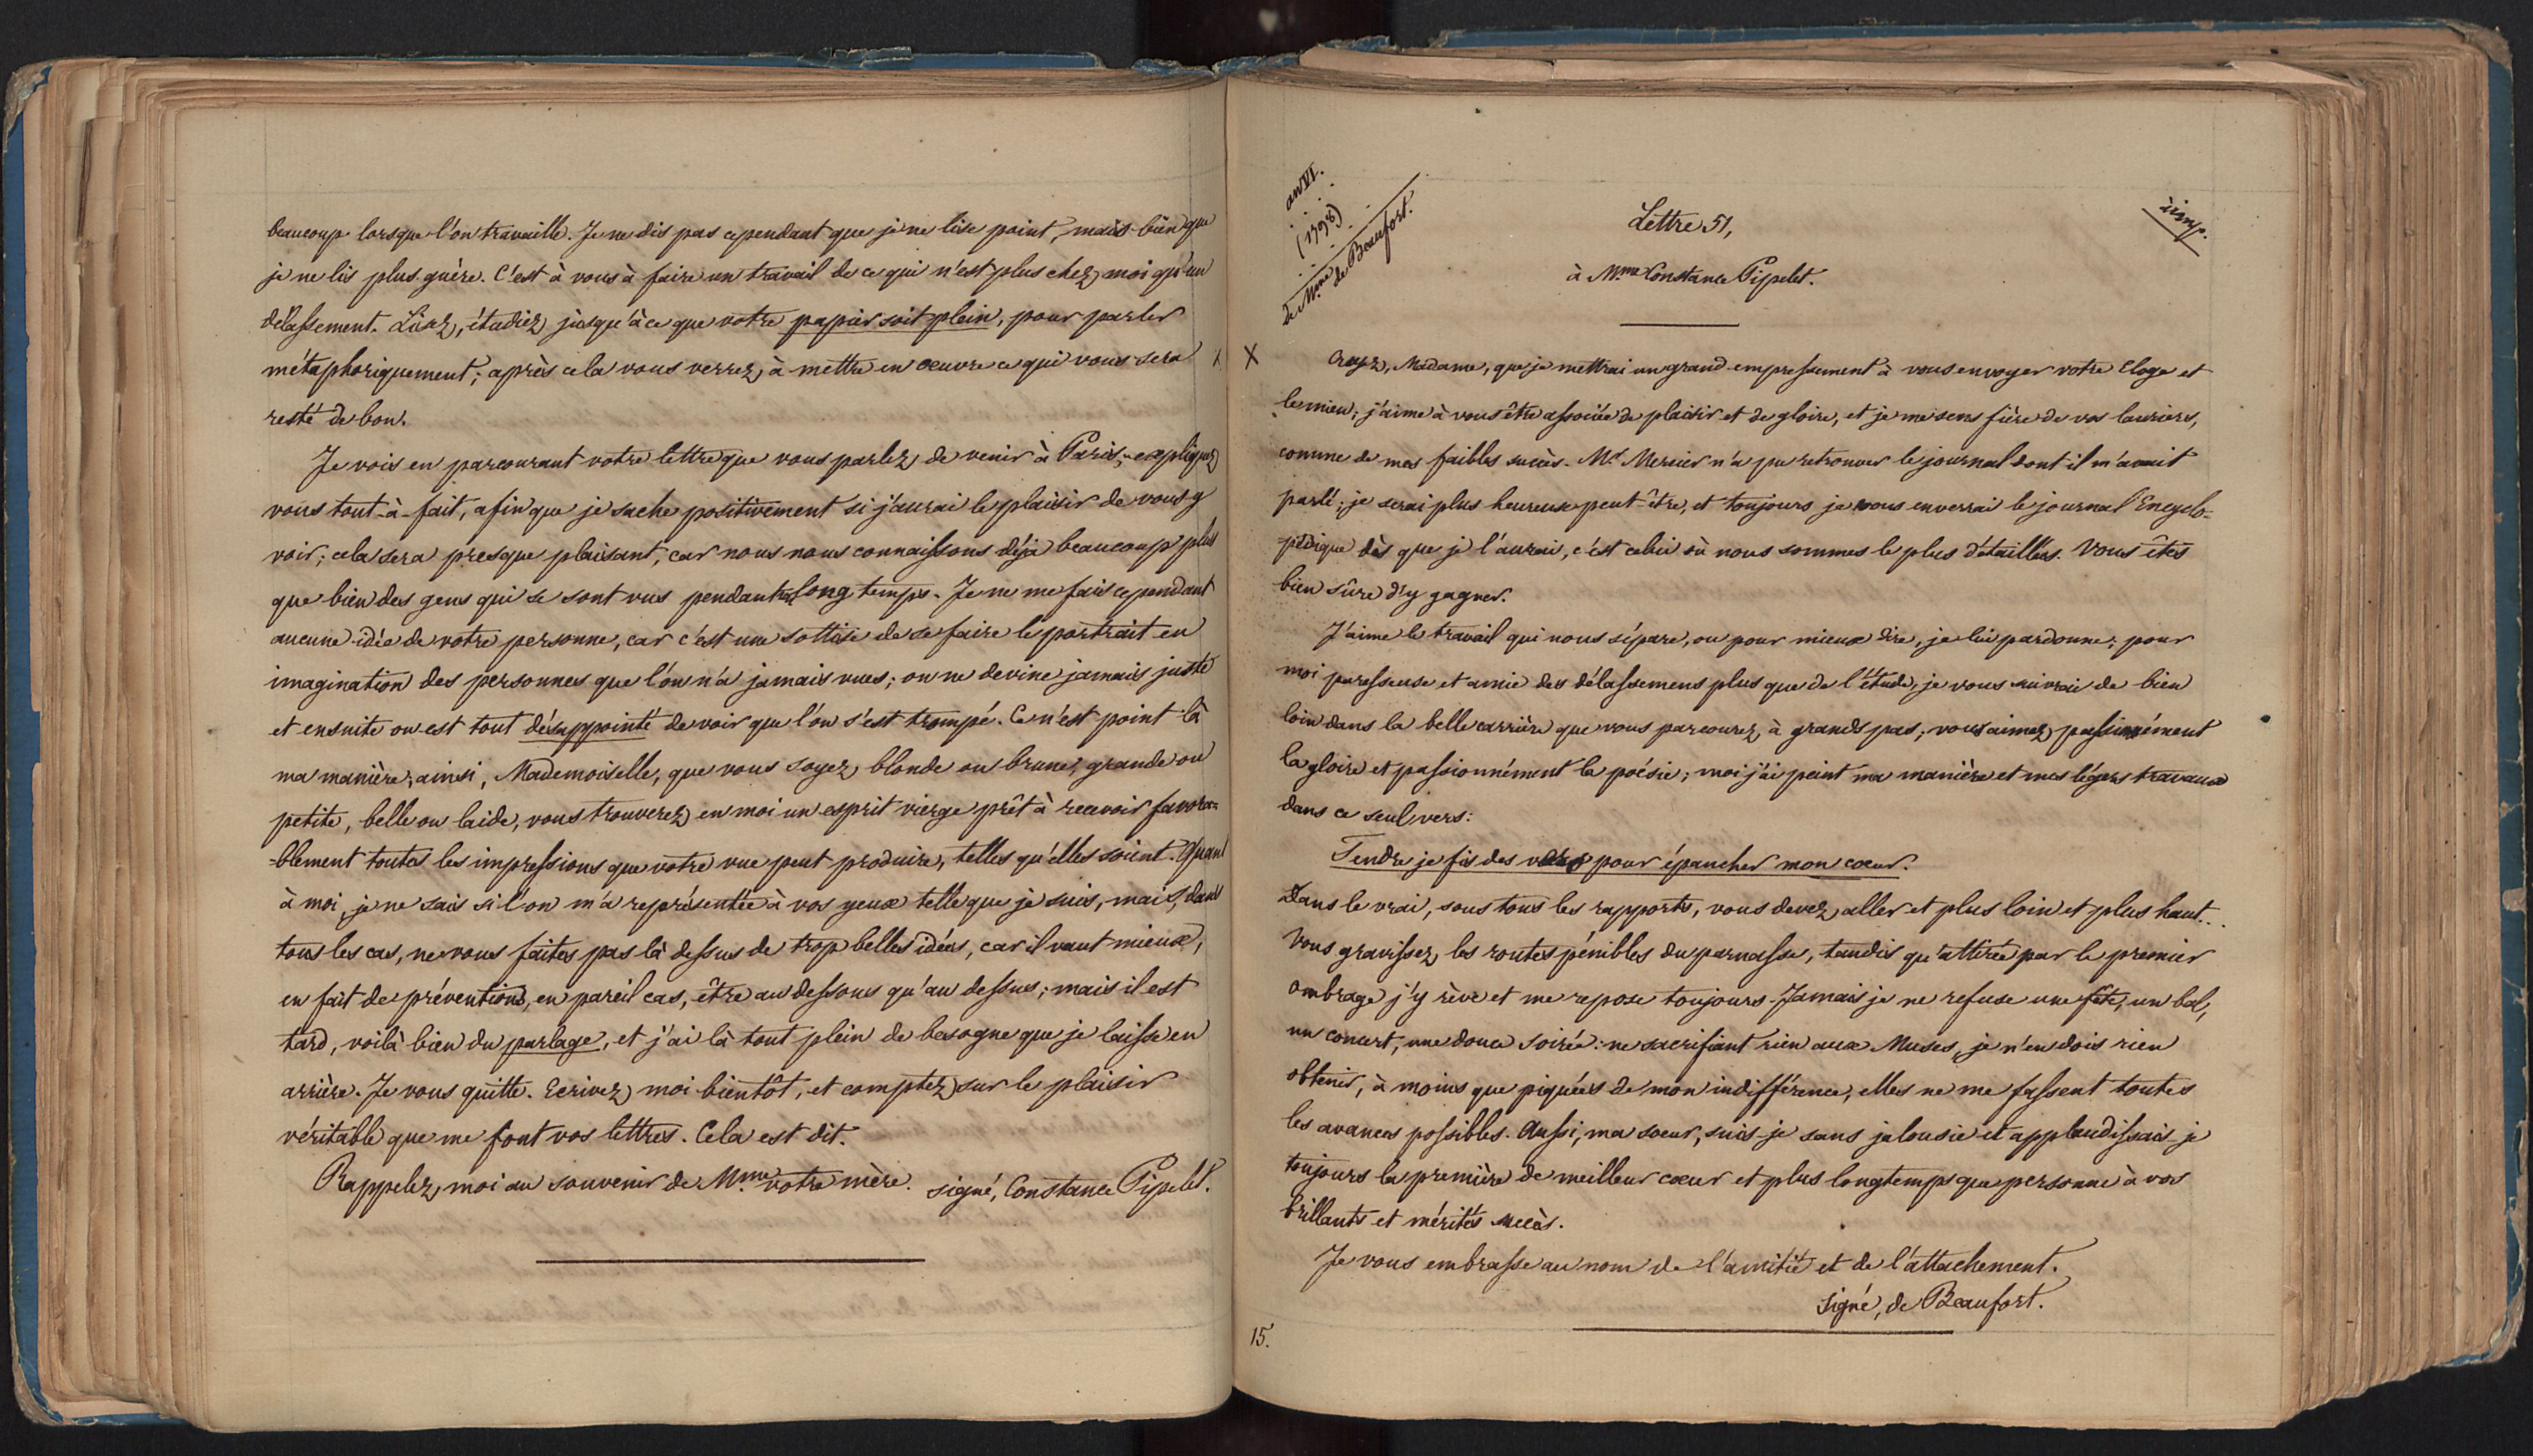 beaucoup lorsque l'on travaille. Je ne dis pas cependant que je ne lise point, mais bien que
je ne lis plus guère. C'est à vous à faire un travail de ce qui n'est plus chez moi qu'un
délassement. Lisez, étudiez jusqu'à ce que votre papier soit plein, pour parler
métaphoriquement; après cela vous verrez à mettre en œuvre ce qui vous sera
resté de bon.
Je vois en parcourant votre lettre que vous parlez de venir à Paris; expliquez
vous tout-à-fait, afin que je sache positivement si j'aurai le plaisir de vous y
voir; cela sera presque plaisant, car nous nous connaissons déja beaucoup plus
que bien des gens qui se sont vus pendant long temps. Je ne me fais cependant
aucune idée de votre personne, car c'est une sottise de se faire le portrait en
imagination des personnes que l'on n'a jamais vues; on ne devine jamais juste
et ensuite on est tout désappointé de voir que l'on s'est trompé. Ce n'est point là
ma manière; ainsi, Mademoiselle, que vous soyez blonde ou brune, grande ou
petite, belle ou laide, vous trouverez en moi un esprit vierge prêt à recevoir favora=
-blement toutes les impressions que votre vue peut produire, telles qu'elles soient. Quant
à moi, je ne sais si l'on m'a représentée à vos yeux telle que je suis, mais, dans
tous les cas, ne vous faites pas là dessus de trop belles idées, car il vaut mieux,
en fait de préventions, en pareil cas, être au dessous qu'au dessus; mais il est
tard, voilà bien du parlage, et j'ai là tout plein de besogne que je laisse en
arrière. Je vous quitte. Ecrivez moi bientôt, et comptez sur le plaisir
véritable que me font vos lettres. Cela est dit.
Rappelez moi au souvenir de Mme votre mère. signé, Constance Pipelet.
an VI.
(1798)
de Mme de Beaufort.
Lettre 51,
imp.
à Mme Constance Pipelet.
X Croyez, Madame, que je mettrai un grand empressement à vous envoyer votre Eloge et
le mien; j'aime à vous être associée de plaisir et de gloire, et je me sens fière de vos lauriers,
comme de mes faibles succès. Mr Mercier n'a pu retrouver le journal dont il m'avait
parlé; je serai plus heureuse peut-être, et toujours je vous enverrai le journal Encyclo=
pédique dès que je l'aurai, c'est celui où nous sommes le plus détaillés. Vous êtes
bien sûre d'y gagner.
J'aime le travail qui nous sépare, ou pour mieux dire, je lui pardonne; pour
moi paresseuse et amie des délassemens plus que de l'étude, je vous suivrai de bien
loin dans la belle carrière que vous parcourez à grands pas; vous aimez passionément
la gloire et passionnément la poésie; moi j'ai peint ma manière et mes légers travaux
dans ce seul vers:
Tendre je fis des vers pour épancher mon cœur.
Dans le vrai, sous tous les rapports, vous devez aller et plus loin et plus haut..
Vous gravissez les routes pénibles du parnasse, tandis qu'attirée par le premier
ombrage j'y rêve et me repose toujours. Jamais je ne refuse une fête, un bal,
un concert, une douce soirée: ne sacrifiant rien aux Muses, je n'en dois rien
obtenir, à moins que piquées de mon indifférence, elles ne me fassent toutes
les avances possibles. Aussi, ma sœur, suis-je sans jalousie et applaudissais-je
toujours la première de meilleur cœur et plus longtemps que personne à vos
brillants et mérités succès.
Je vous embrasse au nom de l'amitié et de l'attachement.
signé, de Beaufort.
15.